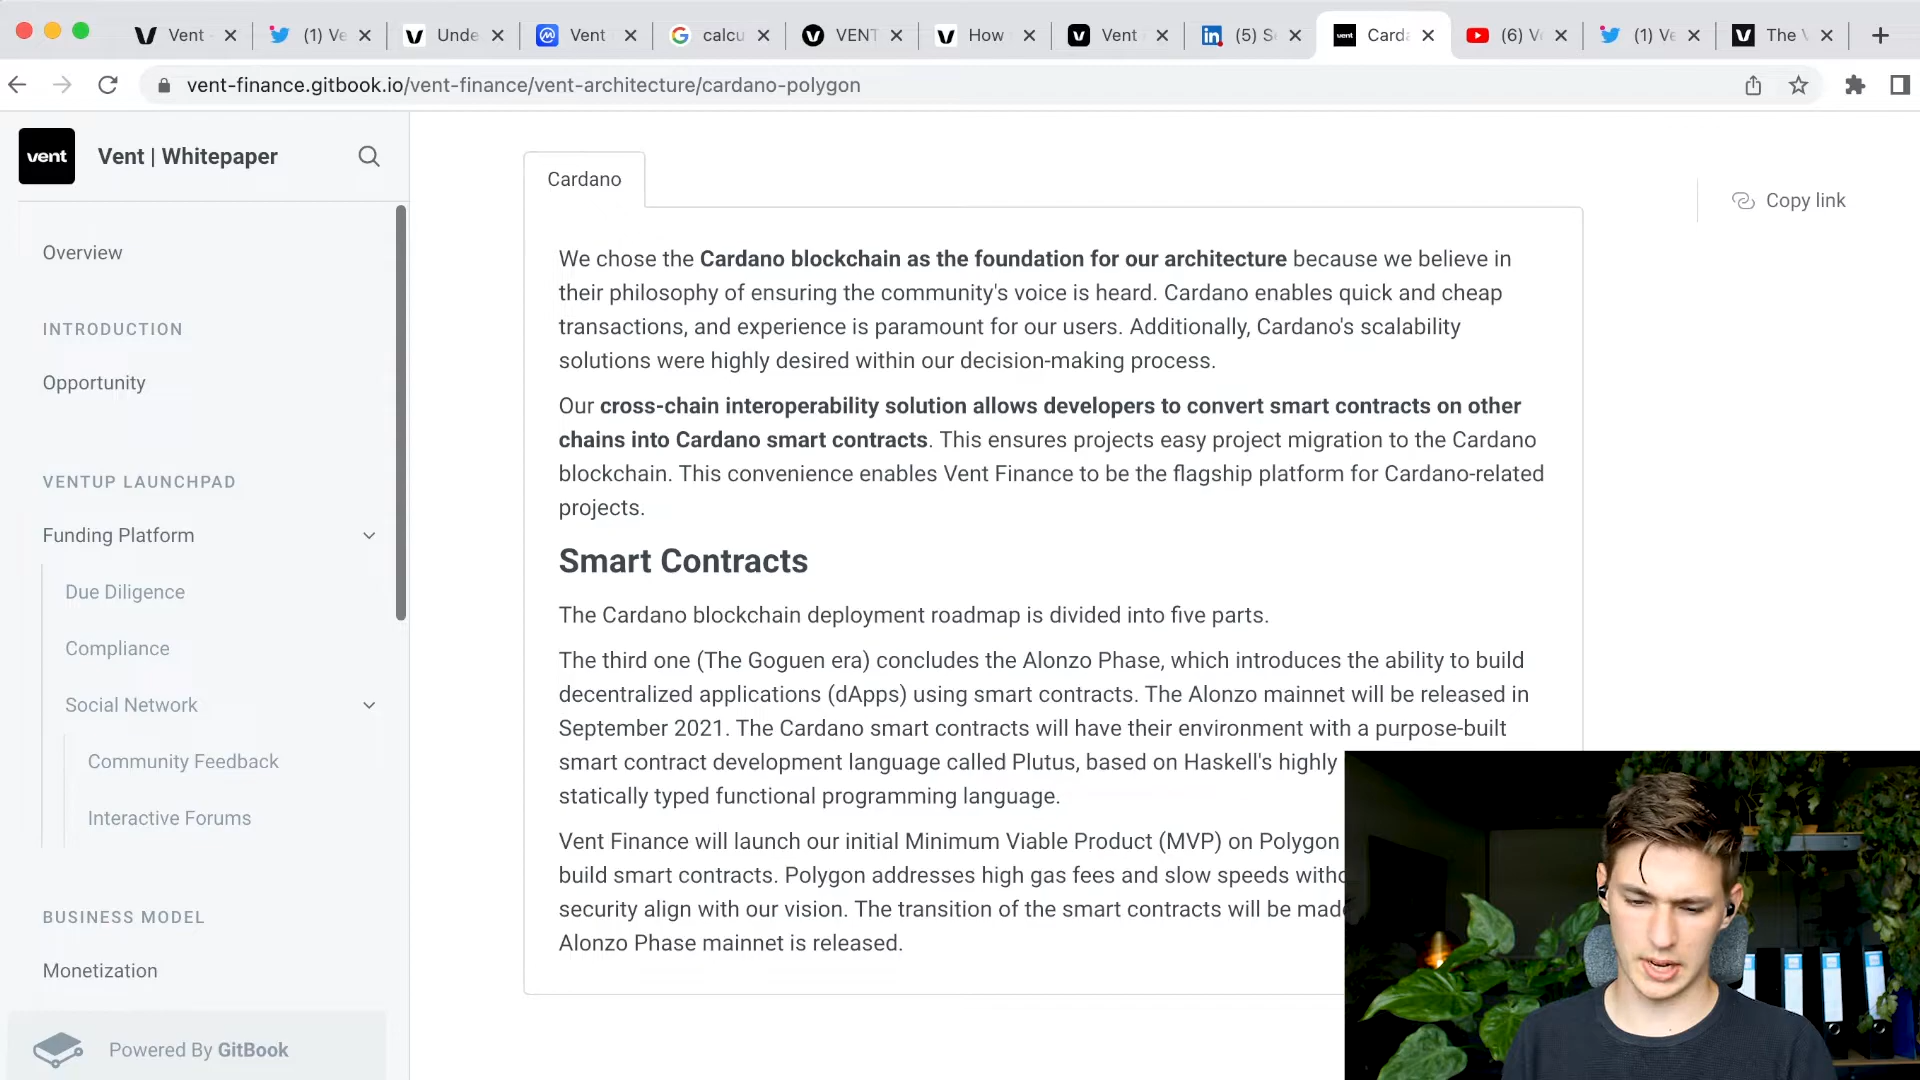 Vent
(1) Ve
Unde
Vent
calcu
VENT
How
Vent
(5) S
Carda
(6) V
(1) Ve
The V
vent-finance.gitbook.io/vent-finance/vent-architecture/cardano-polygon
vent
Vent | Whitepaper
Overview
INTRODUCTION
Opportunity
VENTUP LAUNCHPAD
Funding Platform
Due Diligence
Compliance
Social Network
Community Feedback
Interactive Forums
BUSINESS MODEL
Monetization
Powered By GitBook
Cardano
We chose the Cardano blockchain as the foundation for our architecture because we believe in
their philosophy of ensuring the community's voice is heard. Cardano enables quick and cheap
transactions, and experience is paramount for our users. Additionally, Cardano's scalability
solutions were highly desired within our decision-making process.
Our cross-chain interoperability solution allows developers to convert smart contracts on other
chains into Cardano smart contracts. This ensures projects easy project migration to the Cardano
blockchain. This convenience enables Vent Finance to be the flagship platform for Cardano-related
projects.
Smart Contracts
The Cardano blockchain deployment roadmap is divided into five parts.
The third one (The Goguen era) concludes the Alonzo Phase, which introduces the ability to build
decentralized applications (dApps) using smart contracts. The Alonzo mainnet will be released in
September 2021. The Cardano smart contracts will have their environment with a purpose-built
smart contract development language called Plutus, based on Haskell's highly
statically typed functional programming language.
Vent Finance will launch our initial Minimum Viable Product (MVP) on Polygon
build smart contracts. Polygon addresses high gas fees and slow speeds witho
security align with our vision. The transition of the smart contracts will be made
Alonzo Phase mainnet is released.
Copy link